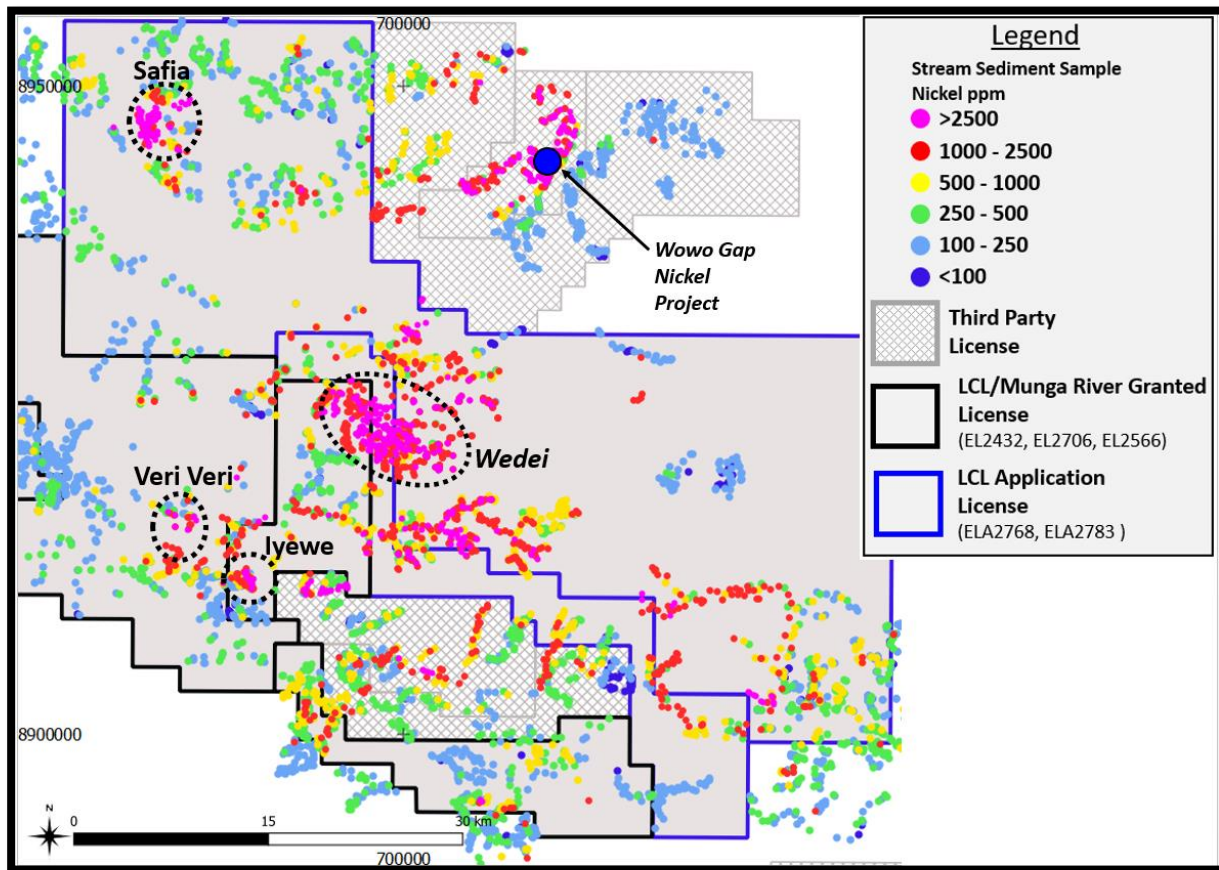 700000
Safia
8950000
Wowo Gap
Nickel
Project
Wedei
Veri Veri
Iyewe
8900000
N
0 15 30 km
700000
Legend
Stream Sediment Sample
Nickel ppm
>2500
1000 - 2500
500 - 1000
250 - 500
100 - 250
<100
Third Party
License
LCL/Munga River Granted
License
(EL2432, EL2706, EL2566)
LCL Application
License
(ELA2768, ELA2783 )